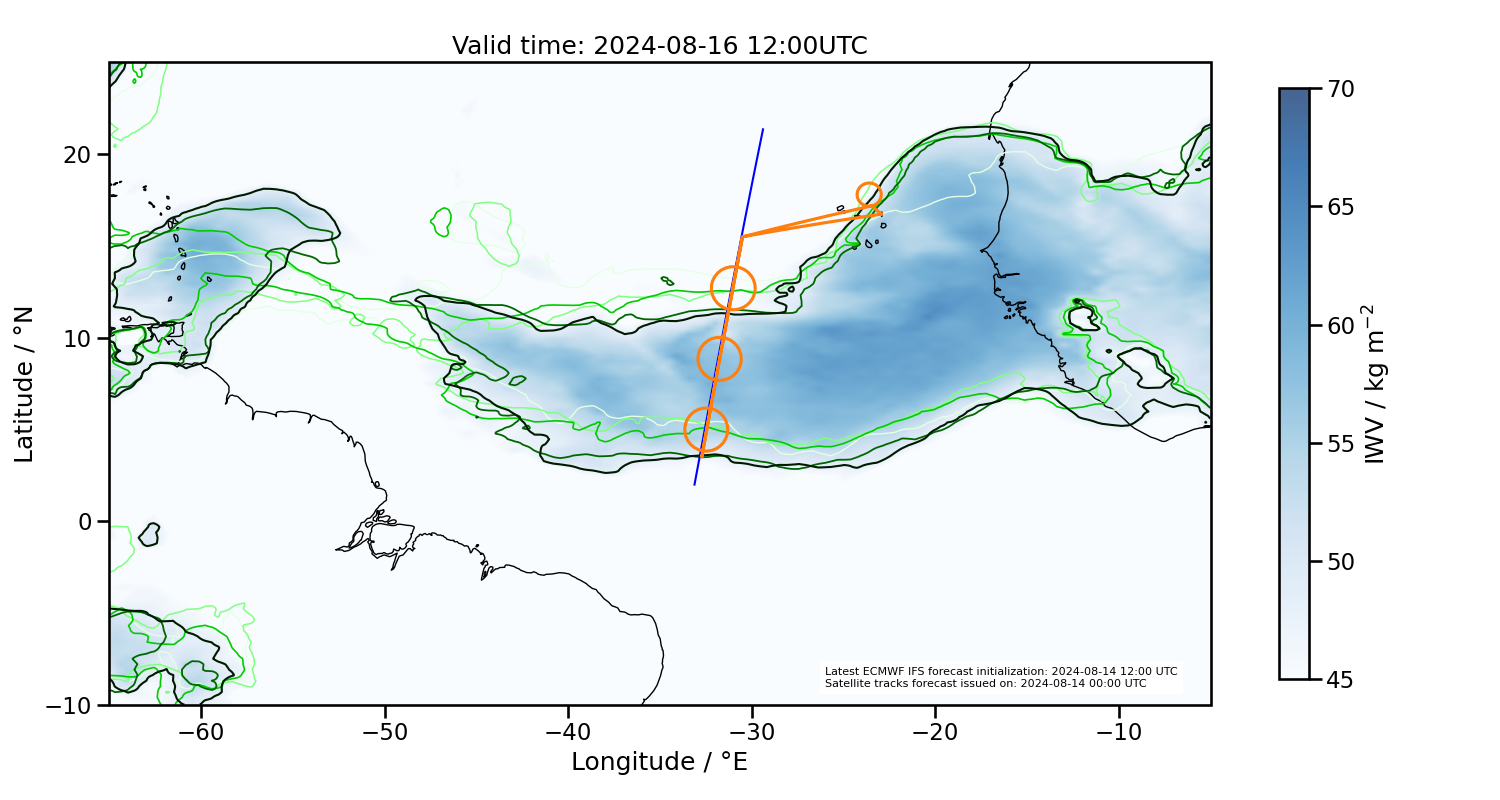 Valid time: 2024-08-16 12:00UTC
20
10
0
−10
Latitude / °N
−60
−50
−40
−30
−20
−10
Longitude / °E
Latest ECMWF IFS forecast initialization: 2024-08-14 12:00 UTC
Satellite tracks forecast issued on: 2024-08-14 00:00 UTC
70
65
60
55
50
45
IWV / kg m⁻²